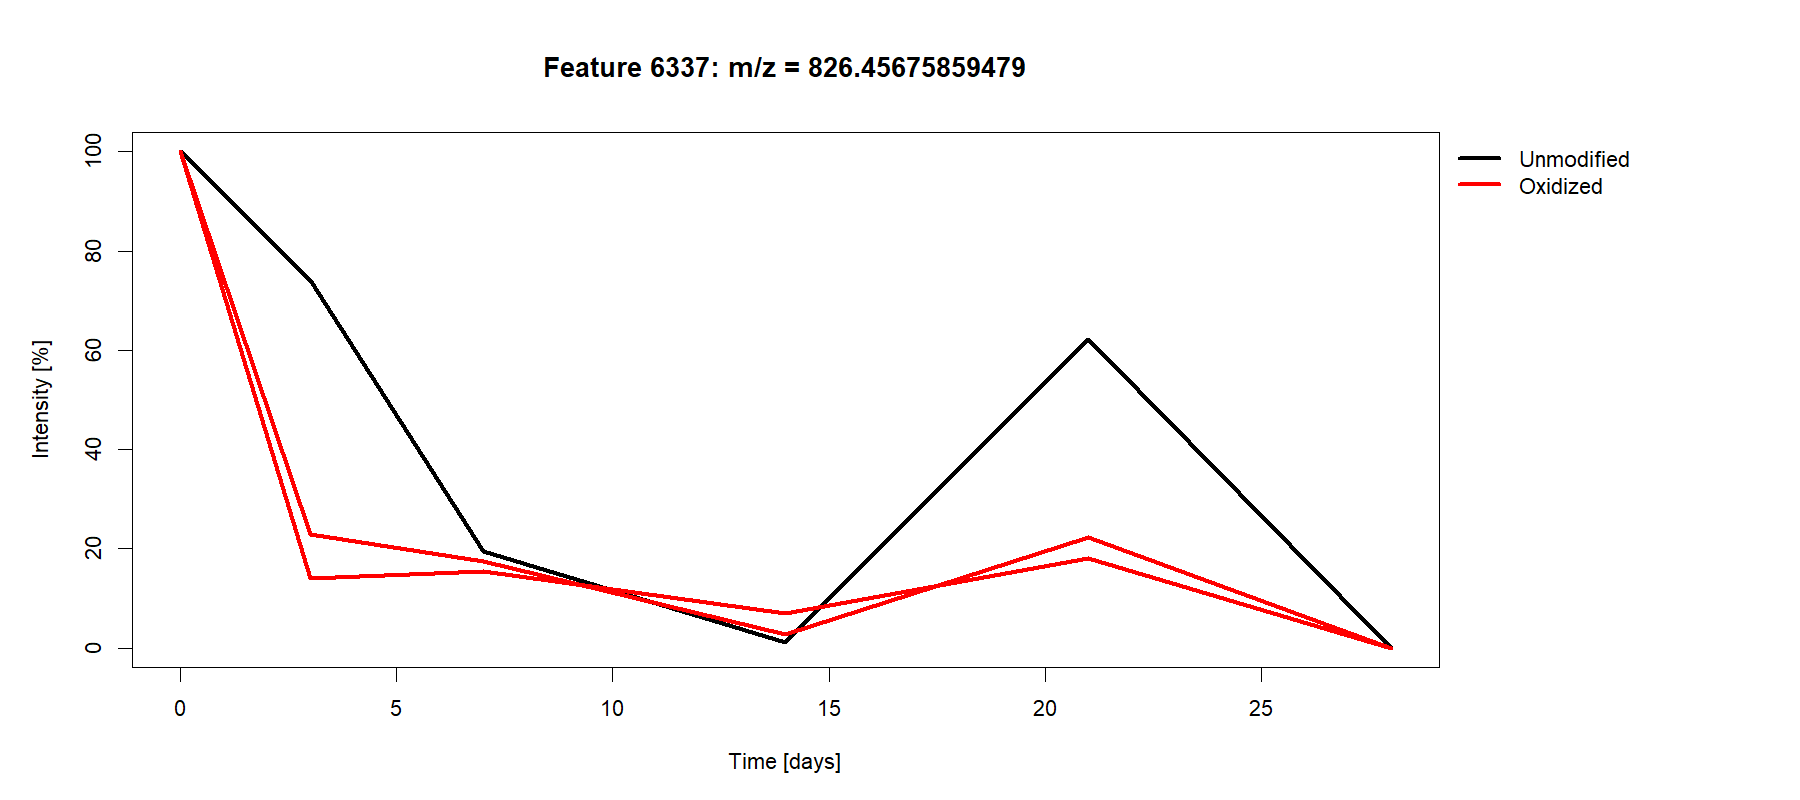 Feature 6337: m/z = 826.45675859479
Unmodified
Oxidized
Intensity [%]
100
80
60
40
20
0
0 5 10 15 20 25
Time [days]